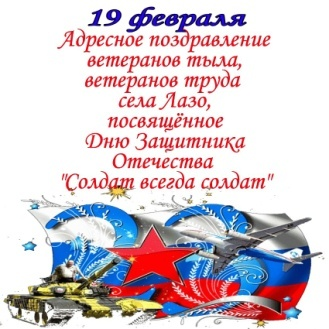 19 февраля
Адресное поздравление
ветеранов тыла,
ветеранов труда
села Лазо,
посвящённое
Дню Защитника
Отечества
"Солдат всегда солдат"